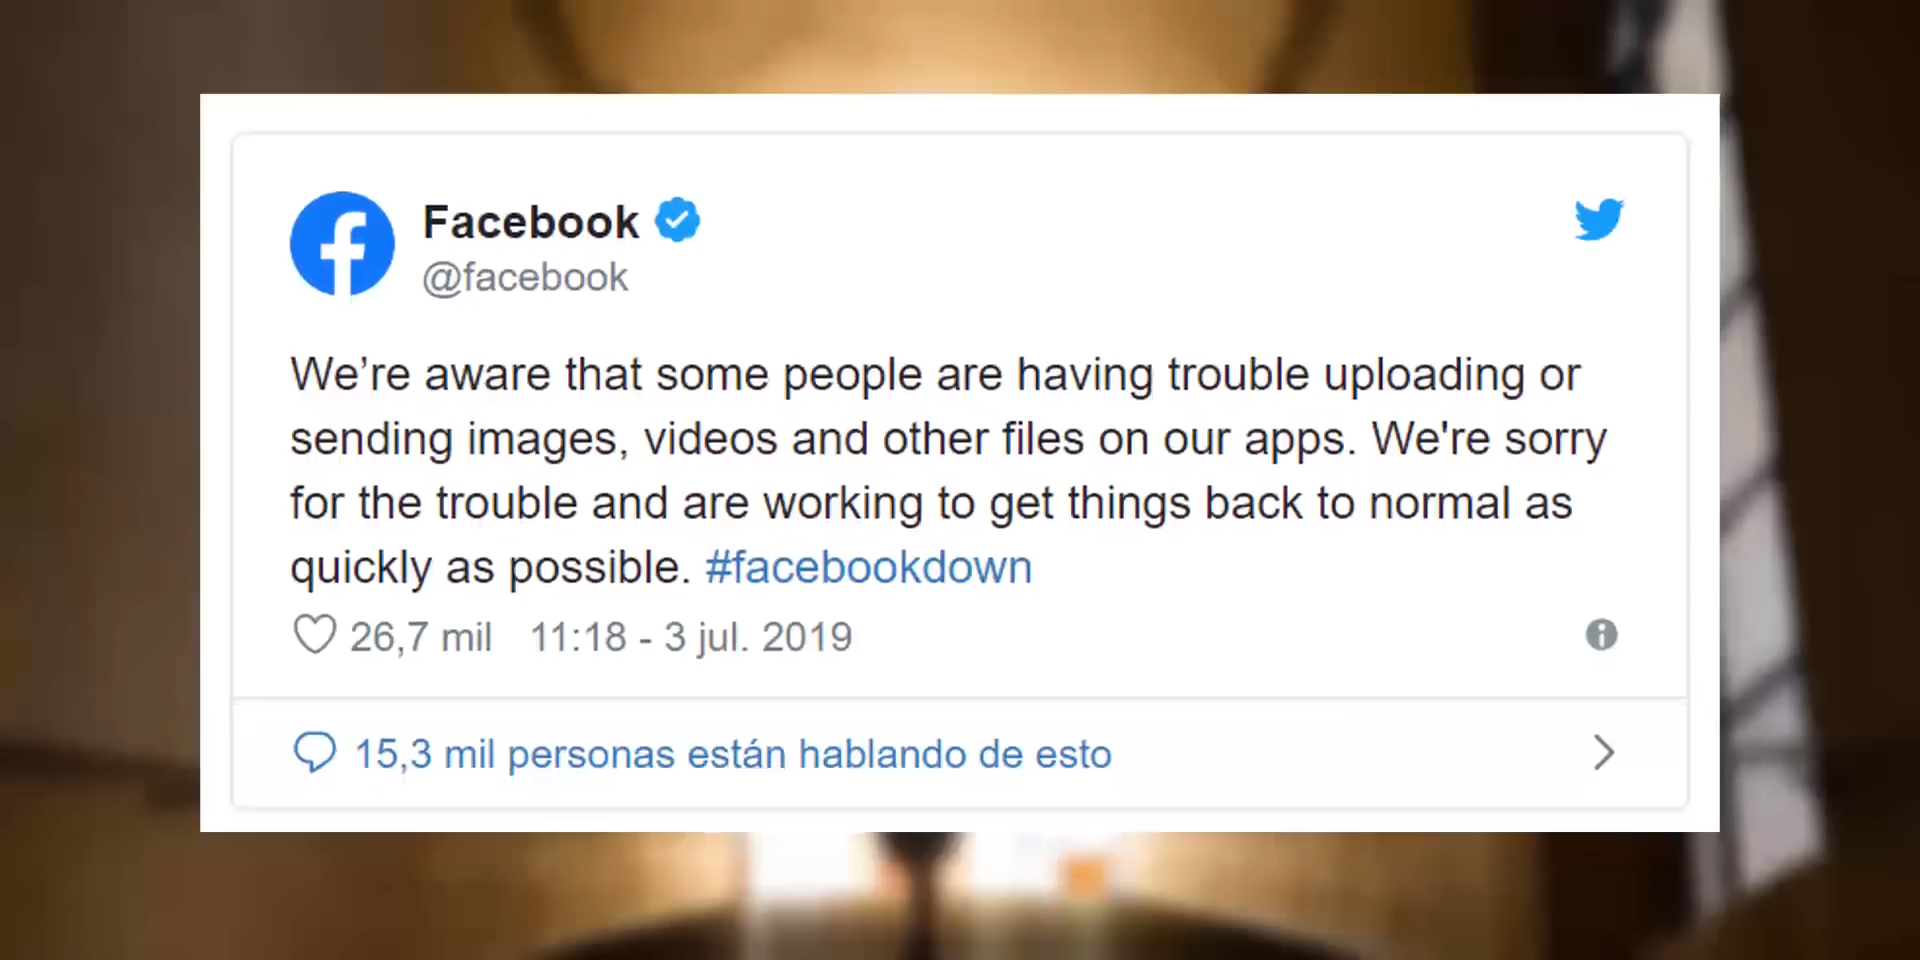 Facebook
@facebook
We’re aware that some people are having trouble uploading or
sending images, videos and other files on our apps. We're sorry
for the trouble and are working to get things back to normal as
quickly as possible. #facebookdown
26,7 mil 11:18 - 3 jul. 2019
15,3 mil personas están hablando de esto